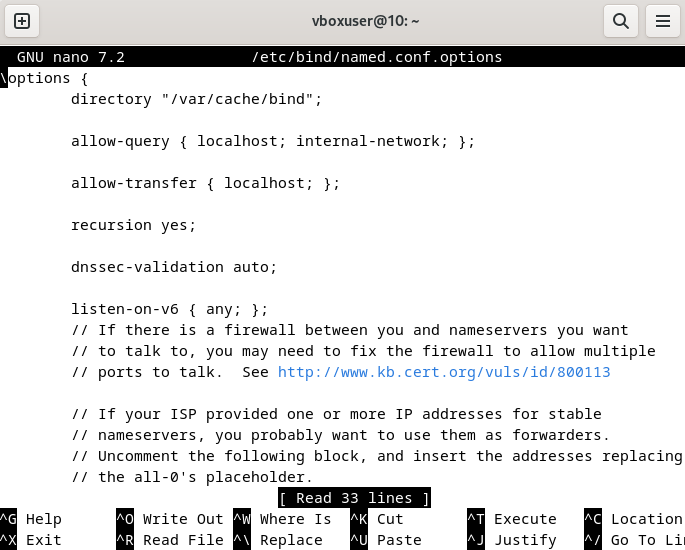 vboxuser@10: ~
GNU nano 7.2 /etc/bind/named.conf.options
\options {
directory "/var/cache/bind";
allow-query { localhost; internal-network; };
allow-transfer { localhost; };
recursion yes;
dnssec-validation auto;
listen-on-v6 { any; };
// If there is a firewall between you and nameservers you want
// to talk to, you may need to fix the firewall to allow multiple
// ports to talk.  See http://www.kb.cert.org/vuls/id/800113
// If your ISP provided one or more IP addresses for stable
// nameservers, you probably want to use them as forwarders.
// Uncomment the following block, and insert the addresses replacing
// the all-0's placeholder.
[ Read 33 lines ]
^G Help ^O Write Out ^W Where Is ^K Cut ^T Execute ^C Location
^X Exit ^R Read File ^\ Replace ^U Paste ^J Justify ^/ Go To Li